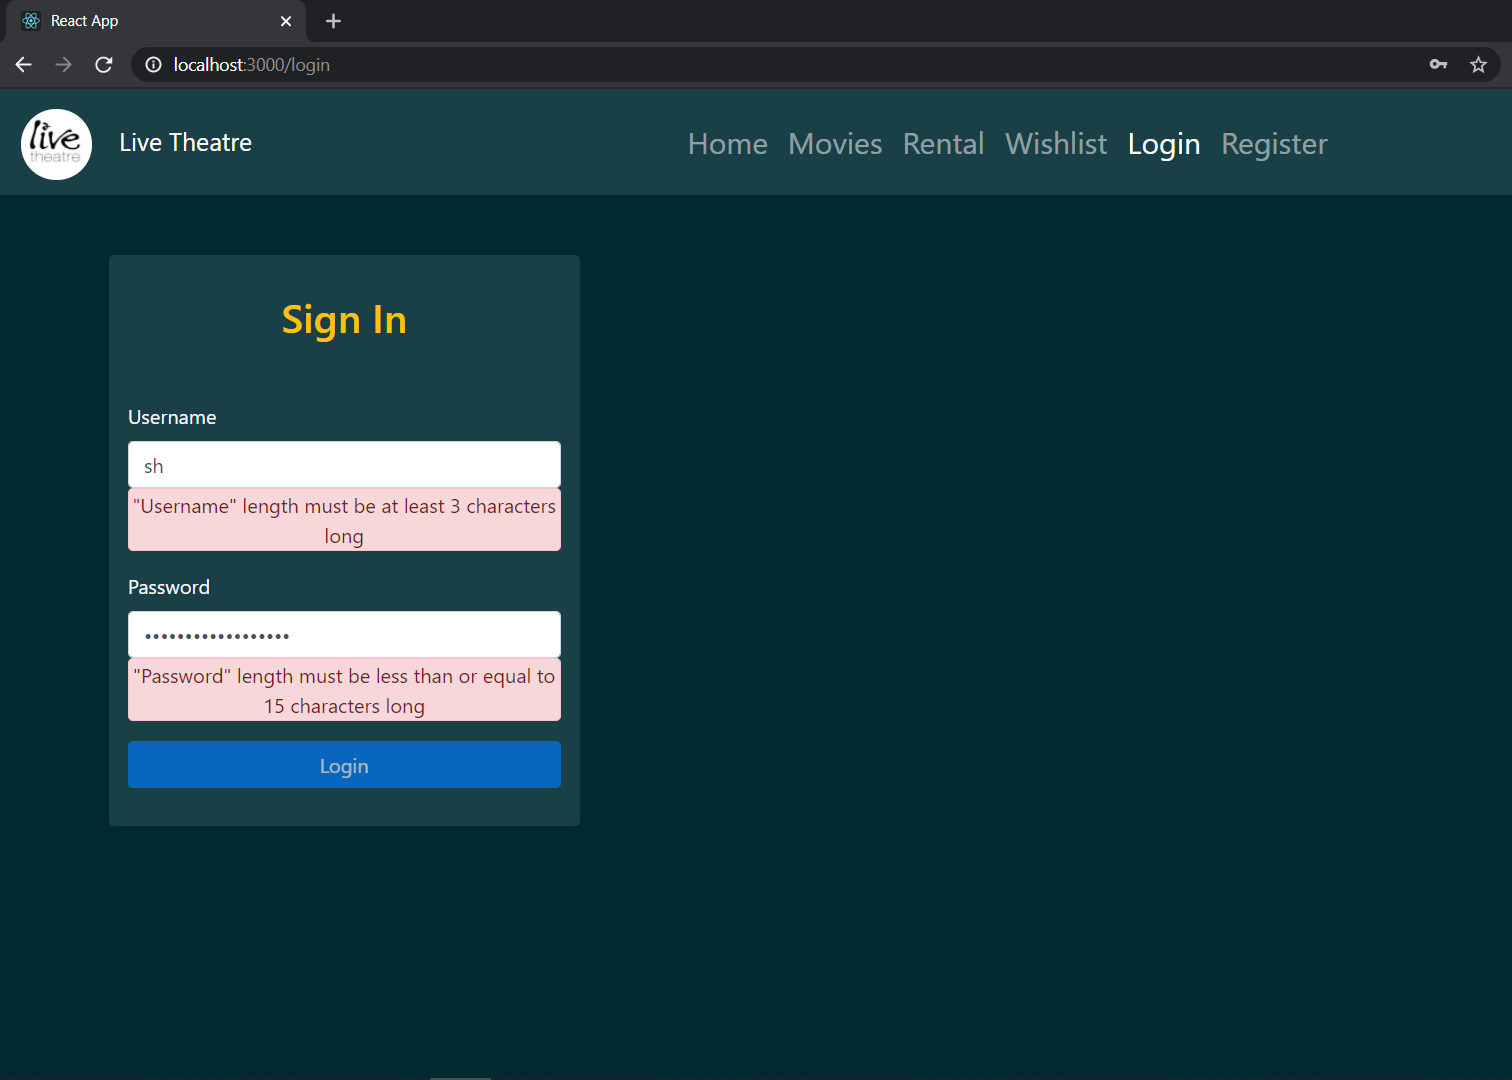 React App
localhost:3000/login
live
theatre
Live Theatre
Home Movies Rental Wishlist Login Register
Sign In
Username
sh
"Username" length must be at least 3 characters
long
Password
••••••••••••••••••
"Password" length must be less than or equal to
15 characters long
Login